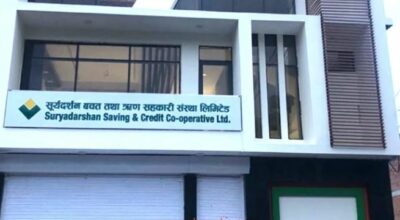 सूर्यदर्शन बचत तथा ऋण सहकारी संस्था लिमिटेड
Suryadarshan Saving & Credit Co-operative Ltd.